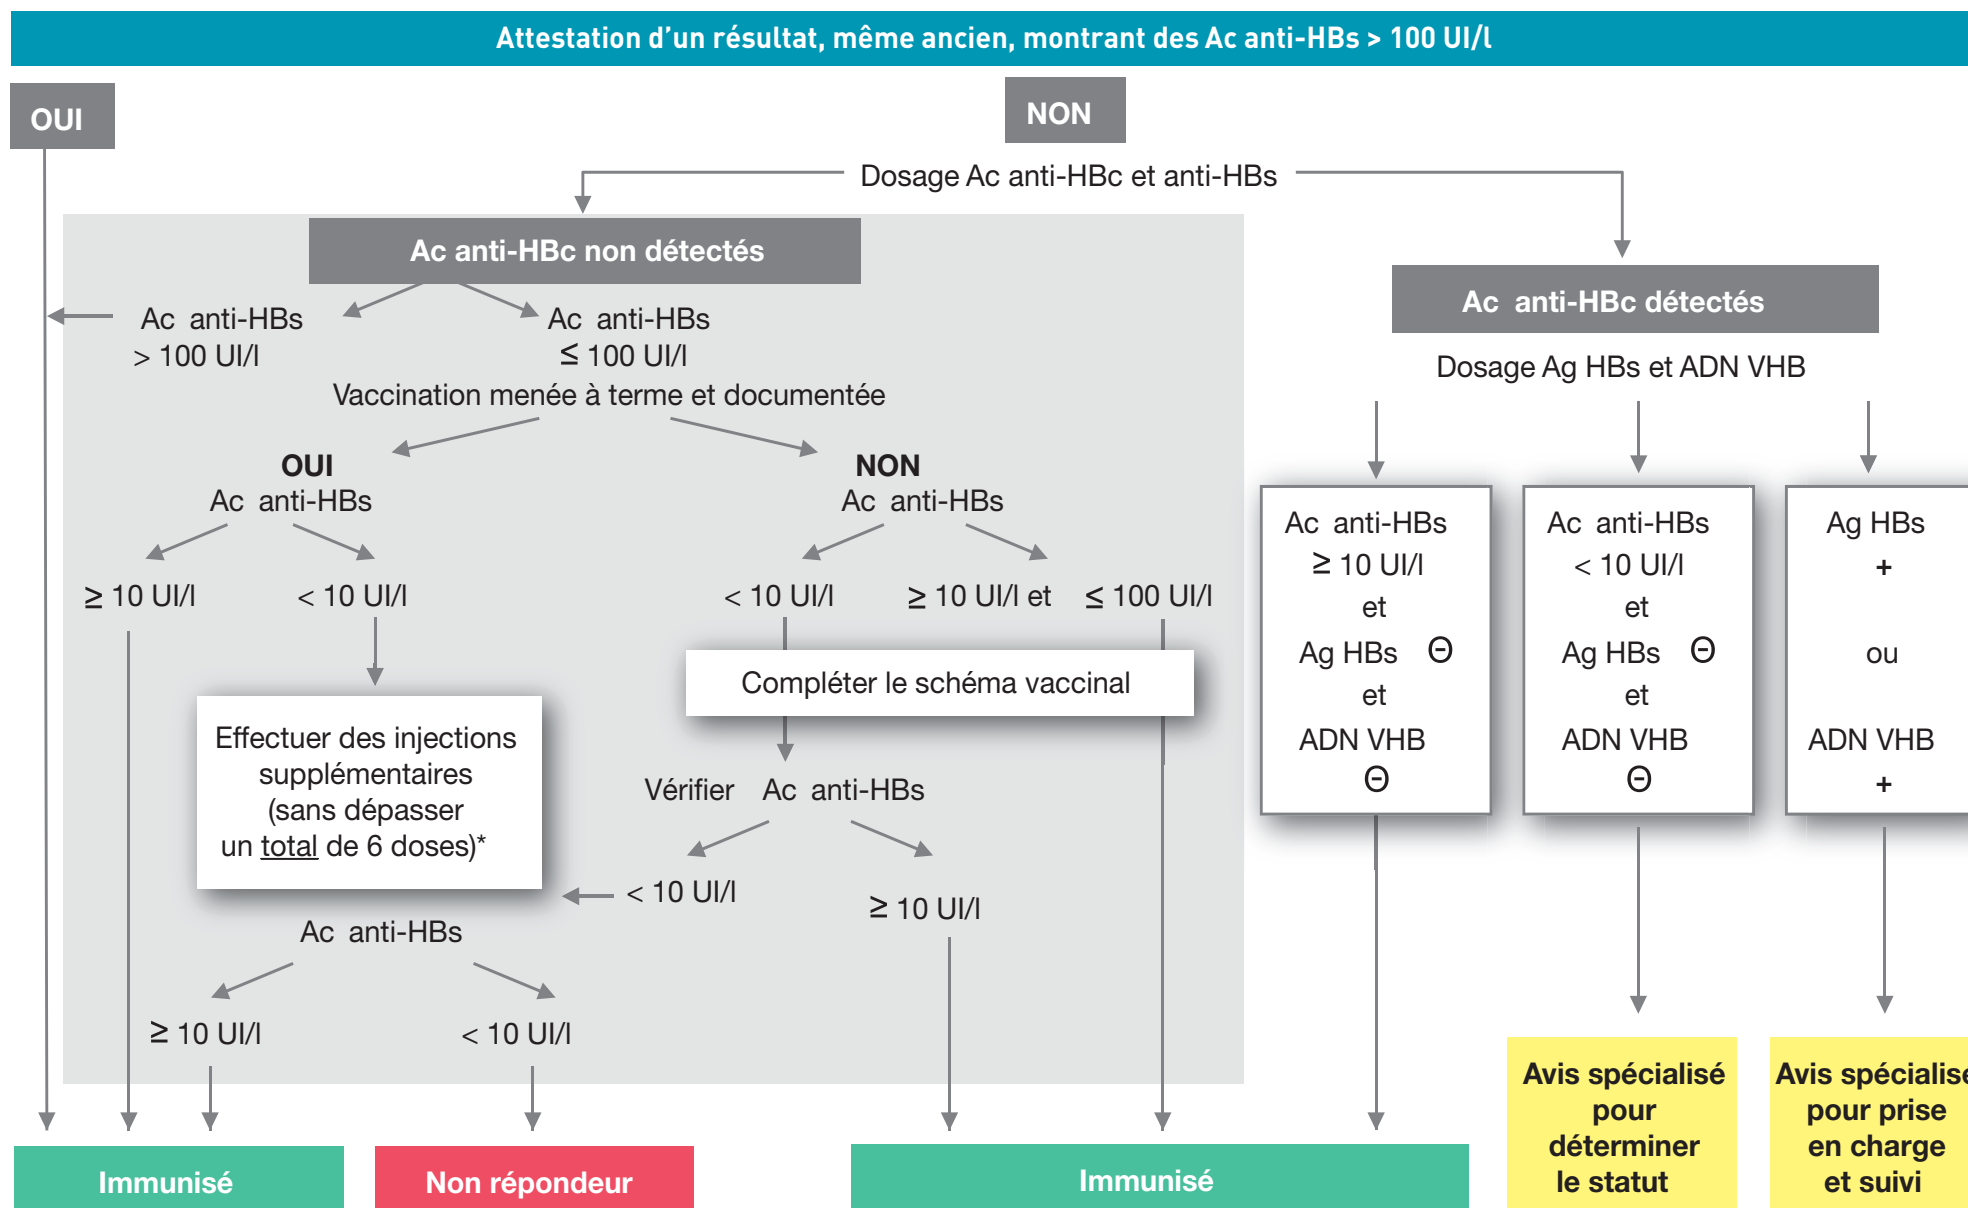 Attestation d’un résultat, même ancien, montrant des Ac anti-HBs > 100 UI/l
OUI
NON
Dosage Ac anti-HBc et anti-HBs
Ac anti-HBc non détectés
Ac anti-HBs
> 100 UI/l
Ac anti-HBs
≤ 100 UI/l
Vaccination menée à terme et documentée
OUI
Ac anti-HBs
NON
Ac anti-HBs
≥ 10 UI/l
< 10 UI/l
< 10 UI/l
≥ 10 UI/l et ≤ 100 UI/l
Effectuer des injections
supplémentaires
(sans dépasser
un total de 6 doses)*
Compléter le schéma vaccinal
Vérifier Ac anti-HBs
< 10 UI/l
≥ 10 UI/l
Ac anti-HBs
≥ 10 UI/l
< 10 UI/l
Ac anti-HBc détectés
Dosage Ag HBs et ADN VHB
Ac anti-HBs
≥ 10 UI/l
et
Ag HBs ⊖
et
ADN VHB
⊖
Ac anti-HBs
< 10 UI/l
et
Ag HBs ⊖
et
ADN VHB
⊖
Ag HBs
+
ou
ADN VHB
+
Immunisé
Non répondeur
Immunisé
Avis spécialisé
pour
déterminer
le statut
Avis spécialisé
pour prise
en charge
et suivi